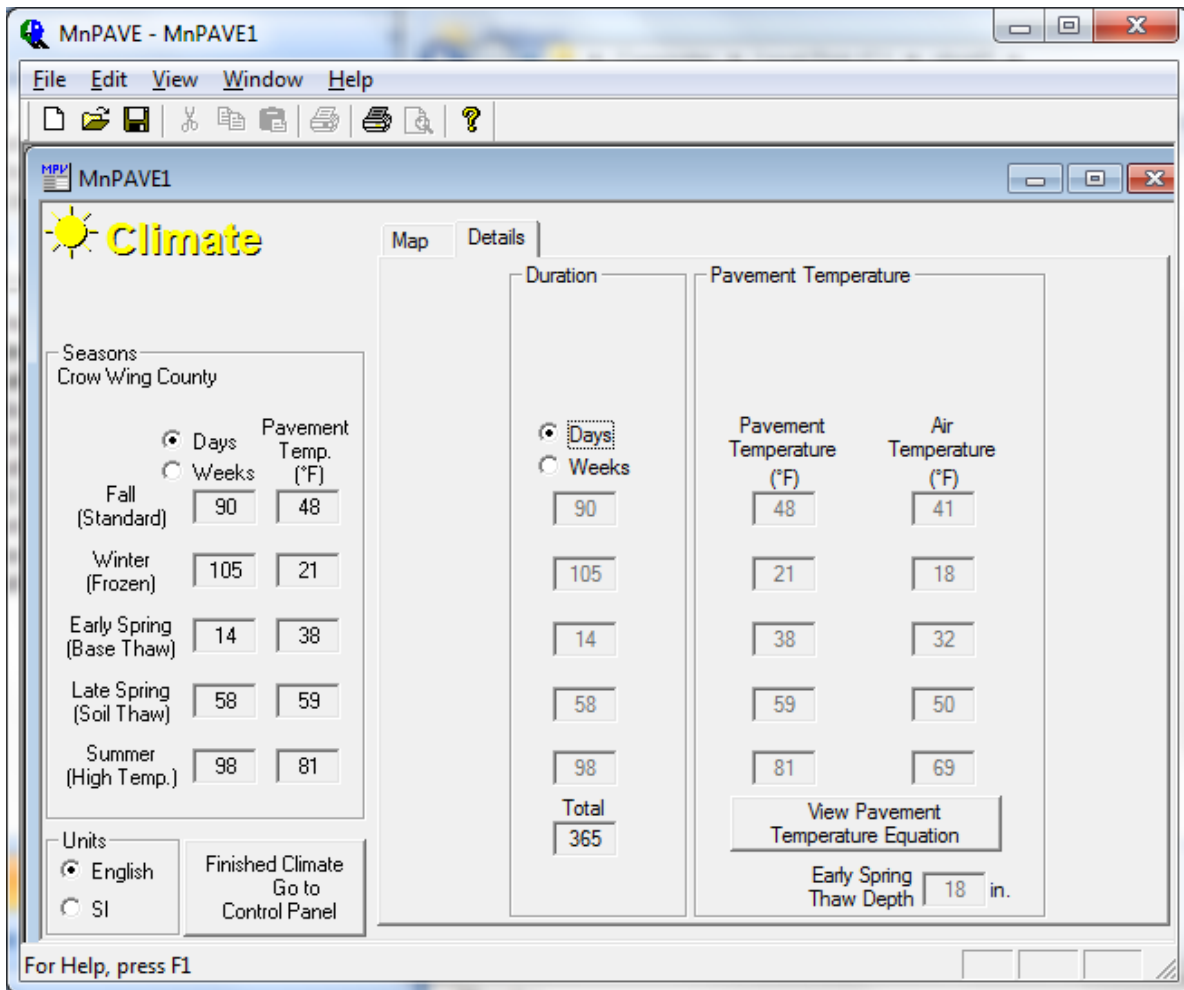 MnPAVE - MnPAVE1
File Edit View Window Help
MPV MnPAVE1
Climate
Map Details
Seasons
Crow Wing County
Days
Weeks
Pavement
Temp.
(°F)
Fall
(Standard) 90 48
Winter
(Frozen) 105 21
Early Spring
(Base Thaw) 14 38
Late Spring
(Soil Thaw) 58 59
Summer
(High Temp.) 98 81
Units
English
SI
Finished Climate
Go to
Control Panel
Duration
Days
Weeks
90
105
14
58
98
Total
365
Pavement Temperature
Pavement
Temperature
(°F)
Air
Temperature
(°F)
48 41
21 18
38 32
59 50
81 69
View Pavement
Temperature Equation
Early Spring
Thaw Depth 18 in.
For Help, press F1